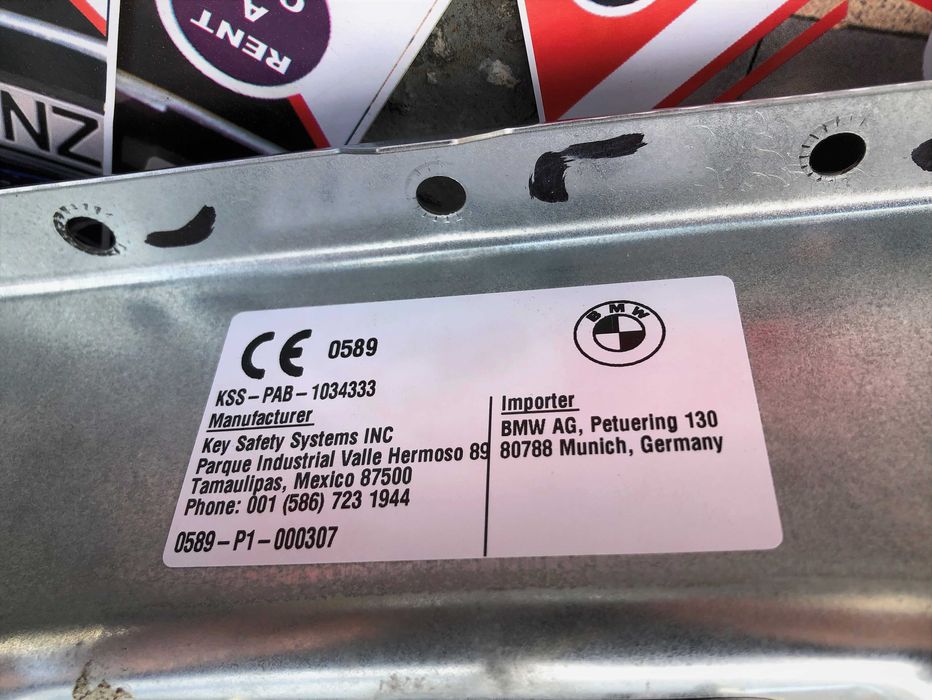 RENT
A
NZ
BMW
CE 0589
KSS-PAB-1034333
Manufacturer
Key Safety Systems INC
Parque Industrial Valle Hermoso 89
Tamaulipas, Mexico 87500
Phone: 001 (586) 723 1944
0589-P1-000307
Importer
BMW AG, Petuering 130
80788 Munich, Germany